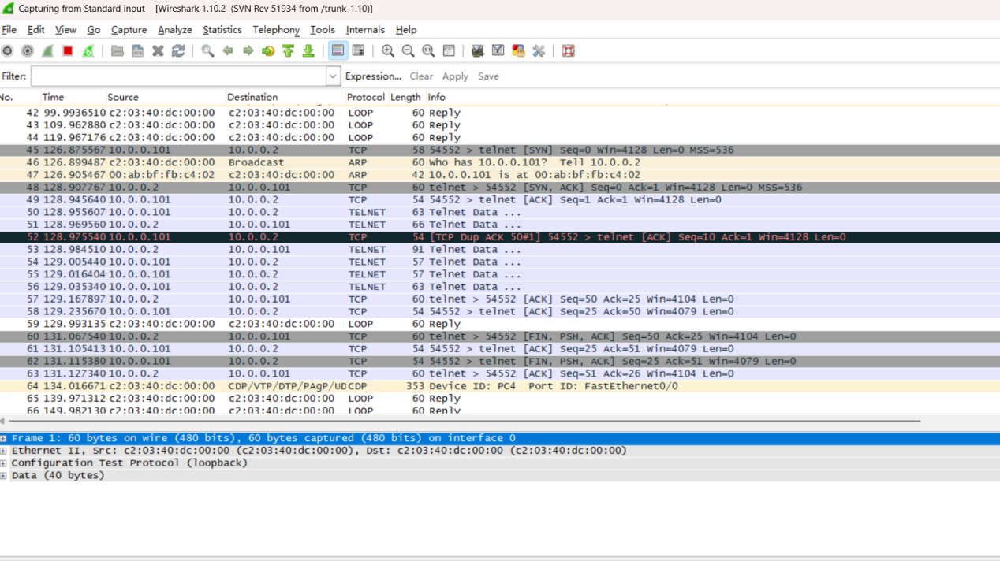 Capturing from Standard input [Wireshark 1.10.2 (SVN Rev 51934 from /trunk-1.10)]
File Edit View Go Capture Analyze Statistics Telephony Tools Internals Help
Filter: Expression... Clear Apply Save
No. Time Source Destination Protocol Length Info
42 99.9936510 c2:03:40:dc:00:00 c2:03:40:dc:00:00 LOOP 60 Reply
43 109.962880 c2:03:40:dc:00:00 c2:03:40:dc:00:00 LOOP 60 Reply
44 119.967176 c2:03:40:dc:00:00 c2:03:40:dc:00:00 LOOP 60 Reply
45 126.875567 10.0.0.101 10.0.0.2 TCP 58 54552 > telnet [SYN] Seq=0 Win=4128 Len=0 MSS=536
46 126.899487 c2:03:40:dc:00:00 Broadcast ARP 60 Who has 10.0.0.101? Tell 10.0.0.2
47 126.905467 00:ab:bf:fb:c4:02 c2:03:40:dc:00:00 ARP 42 10.0.0.101 is at 00:ab:bf:fb:c4:02
48 128.907767 10.0.0.2 10.0.0.101 TCP 60 telnet > 54552 [SYN, ACK] Seq=0 Ack=1 Win=4128 Len=0 MSS=536
49 128.945640 10.0.0.101 10.0.0.2 TCP 54 54552 > telnet [ACK] Seq=1 Ack=1 Win=4128 Len=0
50 128.955607 10.0.0.101 10.0.0.2 TELNET 63 Telnet Data ...
51 128.969560 10.0.0.2 10.0.0.101 TELNET 66 Telnet Data ...
52 128.975540 10.0.0.101 10.0.0.2 TCP 54 [TCP Dup ACK 50#1] 54552 > telnet [ACK] Seq=10 Ack=1 Win=4128 Len=0
53 128.984510 10.0.0.2 10.0.0.101 TELNET 91 Telnet Data ...
54 129.005440 10.0.0.101 10.0.0.2 TELNET 57 Telnet Data ...
55 129.016404 10.0.0.101 10.0.0.2 TELNET 57 Telnet Data ...
56 129.035340 10.0.0.101 10.0.0.2 TELNET 63 Telnet Data ...
57 129.167897 10.0.0.2 10.0.0.101 TCP 60 telnet > 54552 [ACK] Seq=50 Ack=25 Win=4104 Len=0
58 129.235670 10.0.0.101 10.0.0.2 TCP 54 54552 > telnet [ACK] Seq=25 Ack=50 Win=4079 Len=0
59 129.993135 c2:03:40:dc:00:00 c2:03:40:dc:00:00 LOOP 60 Reply
60 131.067540 10.0.0.2 10.0.0.101 TCP 60 telnet > 54552 [FIN, PSH, ACK] Seq=50 Ack=25 Win=4104 Len=0
61 131.105413 10.0.0.101 10.0.0.2 TCP 54 54552 > telnet [ACK] Seq=25 Ack=51 Win=4079 Len=0
62 131.115380 10.0.0.101 10.0.0.2 TCP 54 54552 > telnet [FIN, PSH, ACK] Seq=25 Ack=51 Win=4079 Len=0
63 131.127340 10.0.0.2 10.0.0.101 TCP 60 telnet > 54552 [ACK] Seq=51 Ack=26 Win=4104 Len=0
64 134.016671 c2:03:40:dc:00:00 CDP/VTP/DTP/PAgP/UD CDP 353 Device ID: PC4 Port ID: FastEthernet0/0
65 139.971312 c2:03:40:dc:00:00 c2:03:40:dc:00:00 LOOP 60 Reply
66 149.982130 c2:03:40:dc:00:00 c2:03:40:dc:00:00 LOOP 60 Reply
Frame 1: 60 bytes on wire (480 bits), 60 bytes captured (480 bits) on interface 0
Ethernet II, Src: c2:03:40:dc:00:00 (c2:03:40:dc:00:00), Dst: c2:03:40:dc:00:00 (c2:03:40:dc:00:00)
Configuration Test Protocol (loopback)
Data (40 bytes)